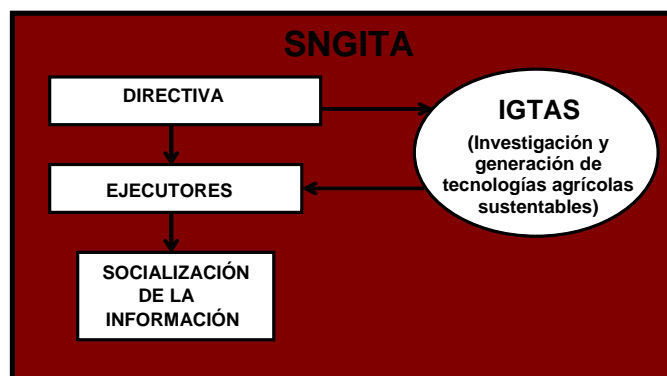 SNGITA
DIRECTIVA
IGTAS
(Investigación y
generación de
tecnologías agrícolas
sustentables)
EJECUTORES
SOCIALIZACIÓN
DE LA
INFORMACIÓN